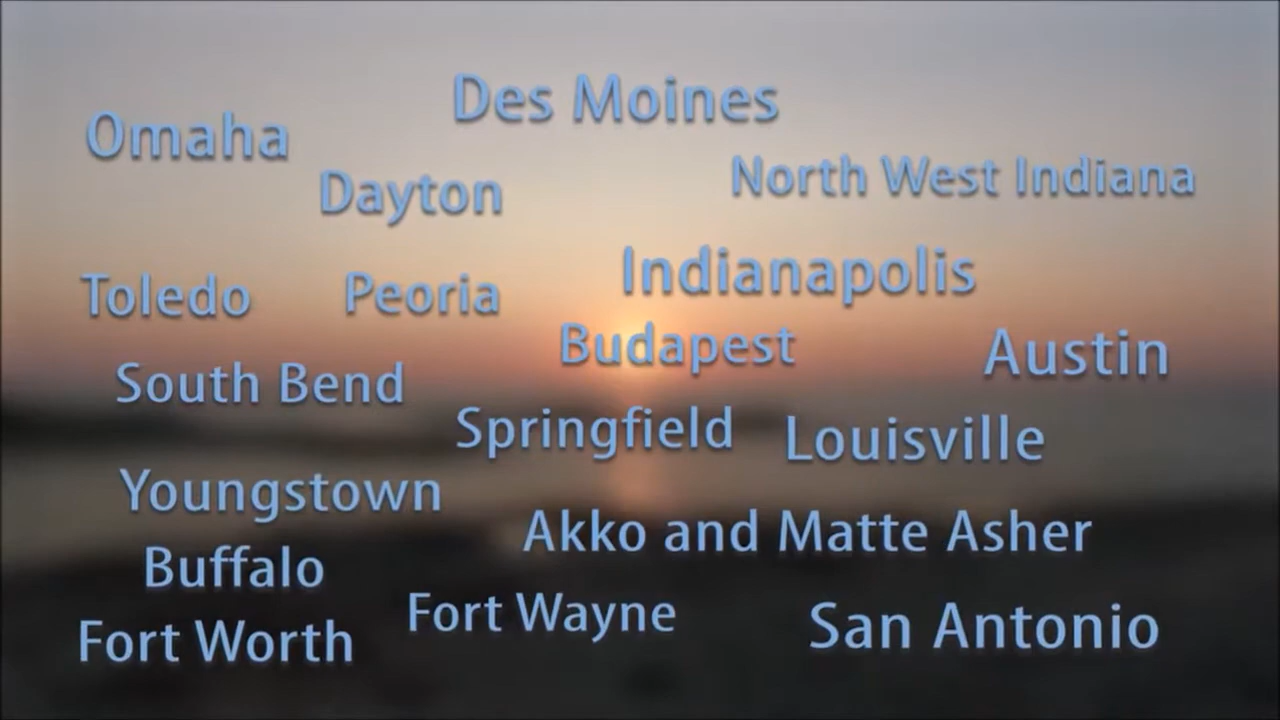 Des Moines
Omaha
North West Indiana
Dayton
Indianapolis
Toledo
Peoria
Budapest
Austin
South Bend
Springfield
Louisville
Youngstown
Akko and Matte Asher
Buffalo
Fort Wayne
San Antonio
Fort Worth